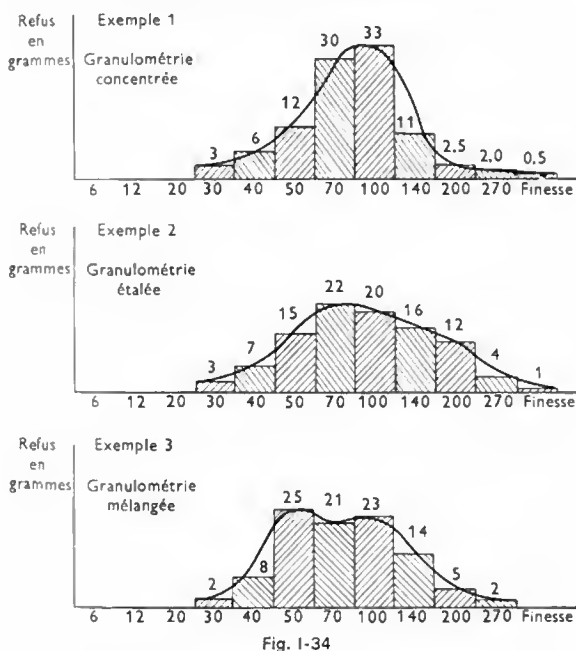 Refus
en
grammes
Exemple 1
Granulométrie
concentrée
3 6 12 30 33 11 2,5 2,0 0,5
6 12 20 30 40 50 70 100 140 200 270 Finesse
Refus
en
grammes
Exemple 2
Granulométrie
étalée
3 7 15 22 20 16 12 4 1
6 12 20 30 40 50 70 100 140 200 270 Finesse
Refus
en
grammes
Exemple 3
Granulométrie
mélangée
2 8 25 21 23 14 5 2
6 12 20 30 40 50 70 100 140 200 270 Finesse
Fig. I-34